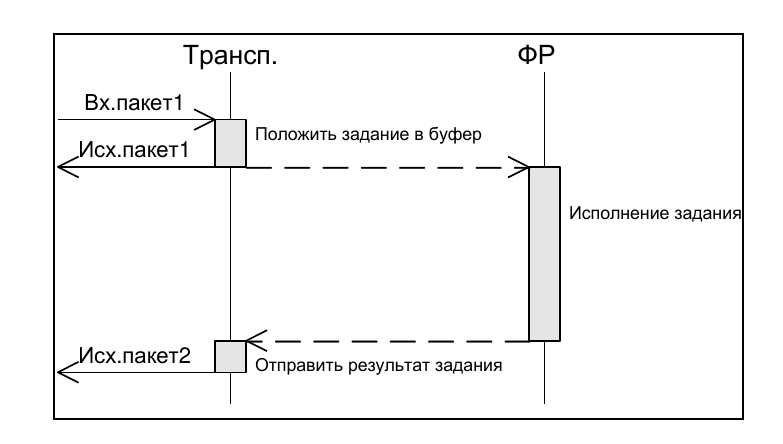 Трансп.
ФР
Вх.пакет1
Положить задание в буфер
Исх.пакет1
Исполнение задания
Исх.пакет2
Отправить результат задания